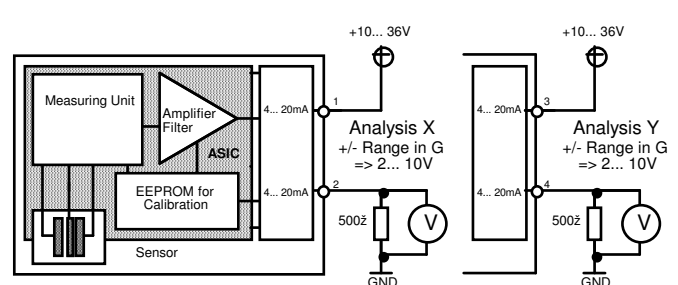 +10... 36V
Measuring Unit
Amplifier
Filter
ASIC
EEPROM for
Calibration
Sensor
4... 20mA
1
4... 20mA
2
Analysis X
+/- Range in G
=> 2... 10V
500ž
V
GND
+10... 36V
4... 20mA
3
4... 20mA
4
Analysis Y
+/- Range in G
=> 2... 10V
500ž
V
GND